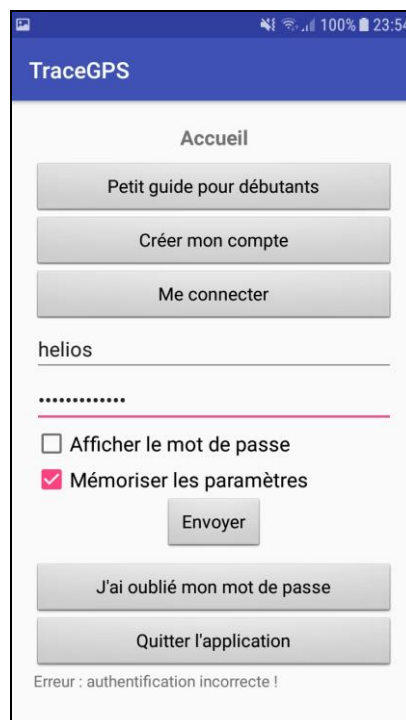 100% 23:54
TraceGPS
Accueil
Petit guide pour débutants
Créer mon compte
Me connecter
helios
•••••••••••••
Afficher le mot de passe
Mémoriser les paramètres
Envoyer
J'ai oublié mon mot de passe
Quitter l'application
Erreur : authentification incorrecte !